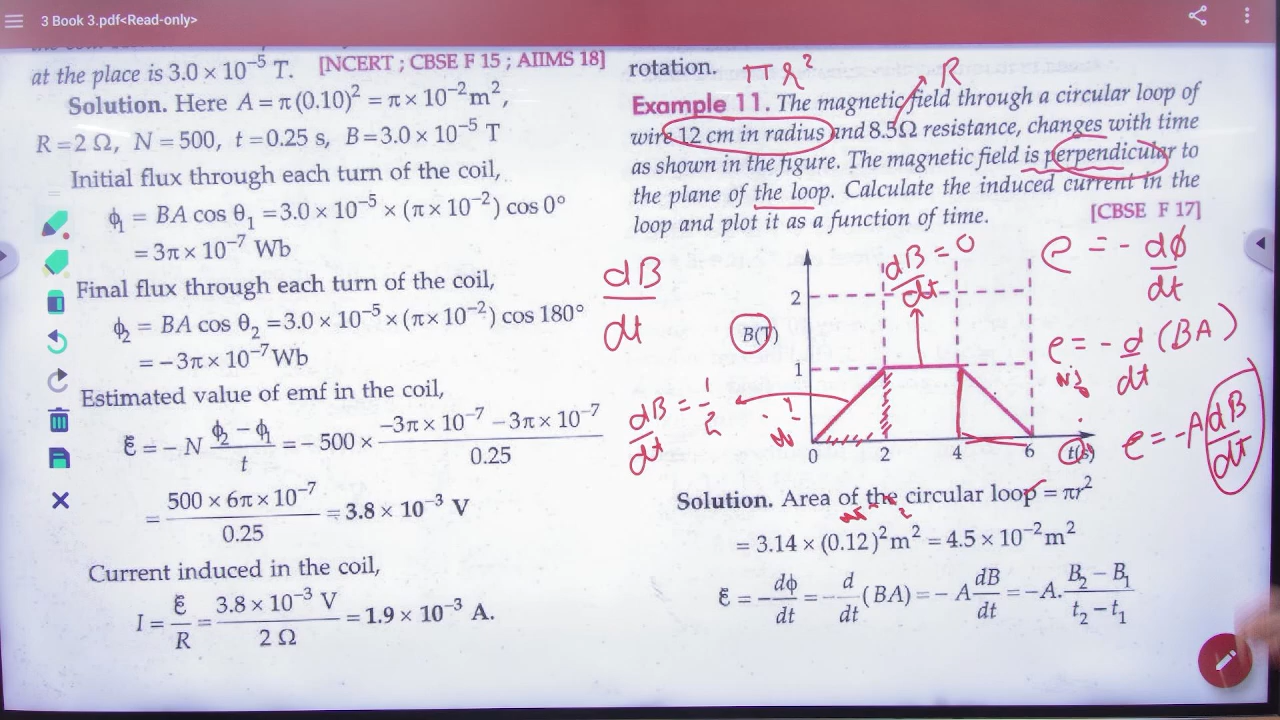 3 Book 3.pdf<Read-only>
at the place is 3.0 × 10⁻⁵ T. [NCERT ; CBSE F 15 ; AIIMS 18]
Solution. Here A = π (0.10)² = π × 10⁻² m²,
R = 2 Ω, N = 500, t = 0.25 s, B = 3.0 × 10⁻⁵ T
Initial flux through each turn of the coil,
ϕ₁ = BA cos θ₁ = 3.0 × 10⁻⁵ × (π × 10⁻²) cos 0°
= 3π × 10⁻⁷ Wb
Final flux through each turn of the coil,
ϕ₂ = BA cos θ₂ = 3.0 × 10⁻⁵ × (π × 10⁻²) cos 180°
= − 3π × 10⁻⁷ Wb
Estimated value of emf in the coil,
ℰ = − N (ϕ₂ − ϕ₁)/t = − 500 × (−3π × 10⁻⁷ − 3π × 10⁻⁷)/0.25
= (500 × 6π × 10⁻⁷)/0.25 = 3.8 × 10⁻³ V
Current induced in the coil,
I = ℰ/R = (3.8 × 10⁻³ V)/(2 Ω) = 1.9 × 10⁻³ A.
rotation. π r² R
Example 11. The magnetic field through a circular loop of
wire 12 cm in radius and 8.5Ω resistance, changes with time
as shown in the figure. The magnetic field is perpendicular to
the plane of the loop. Calculate the induced current in the
loop and plot it as a function of time. [CBSE F 17]
dB/dt
dB/dt = 0
e = - dϕ/dt
2
B(T)
1
e = - d/dt (BA)
dB/dt = 1/2
e = -A dB/dt
0 2 4 6 t(s)
Solution. Area of the circular loop = πr²
= 3.14 × (0.12)² m² = 4.5 × 10⁻² m²
ℰ = − dϕ/dt = − d/dt (BA) = − A dB/dt = − A. (B₂ − B₁)/(t₂ − t₁)